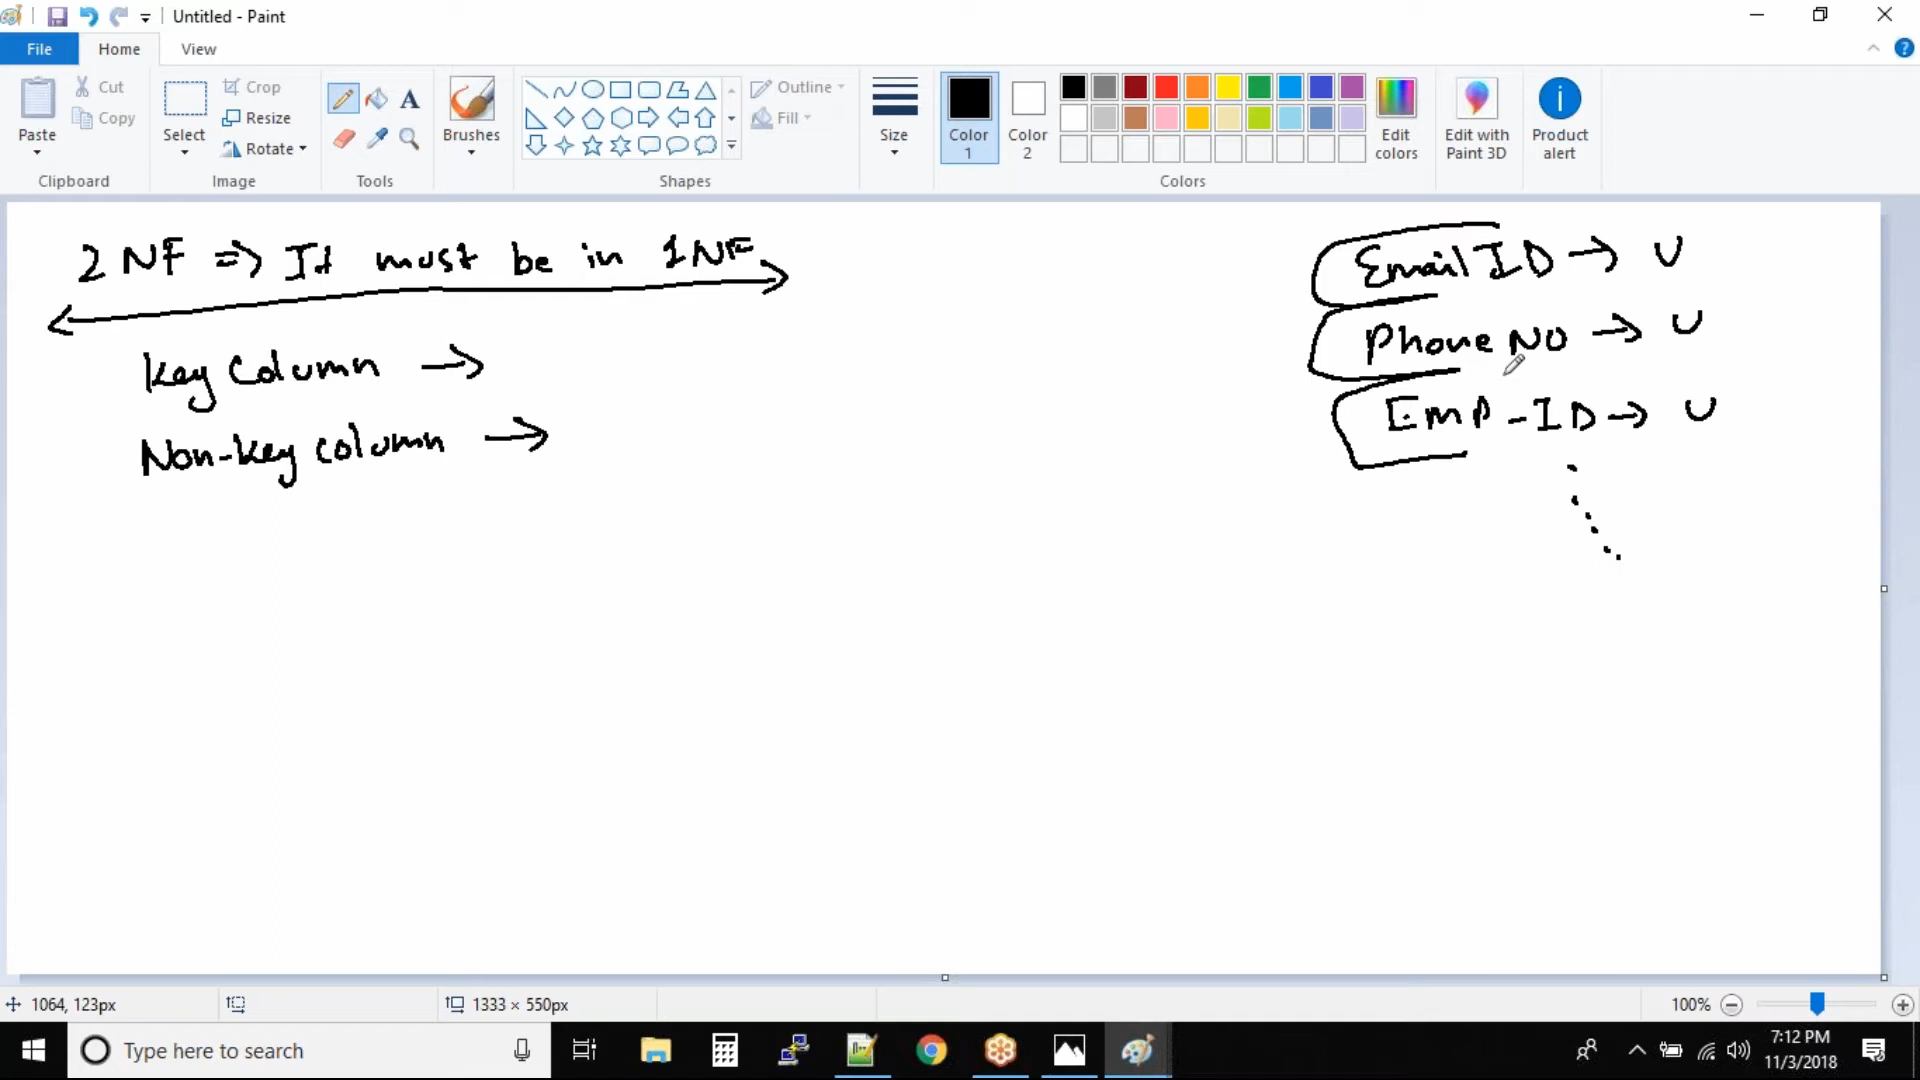 Untitled - Paint
File Home View
Cut
Copy
Paste
Clipboard
Crop
Resize
Rotate
Select
Image
Tools
Brushes
Outline
Fill
Shapes
Size
Color 1
Color 2
Edit colors
Colors
Edit with Paint 3D
Product alert
2 NF => It must be in 1NF
Key Column →
Non-key column →
Email ID → U
Phone NO → U
EMP - ID → U
1064, 123px
1333 × 550px
100%
Type here to search
7:12 PM
11/3/2018